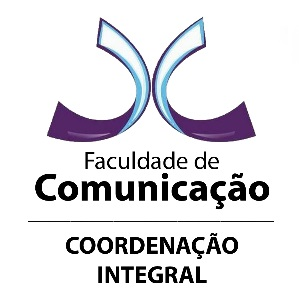 Faculdade de
Comunicação
COORDENAÇÃO
INTEGRAL